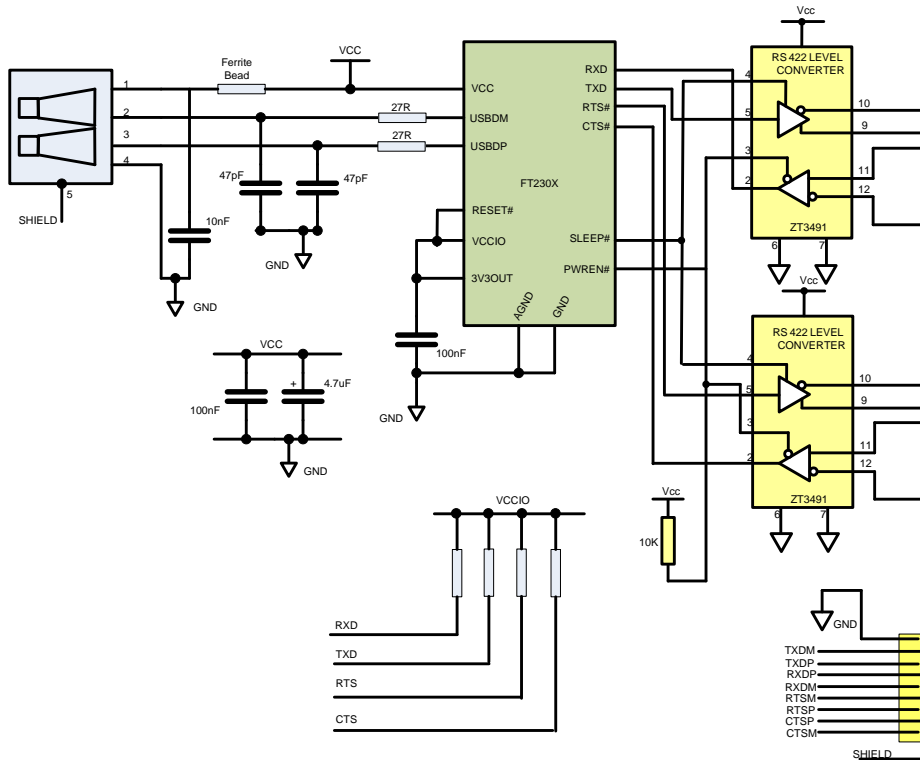 Vcc
RS 422 LEVEL
CONVERTER
4
5
3
2
10
9
11
12
ZT3491
6
7
Ferrite
Bead
VCC
1
2
3
4
5
SHIELD
27R
27R
47pF
47pF
10nF
GND
GND
VCC
USBDM
USBDP
FT230X
RESET#
VCCIO
3V3OUT
AGND
GND
RXD
TXD
RTS#
CTS#
SLEEP#
PWREN#
100nF
GND
VCC
100nF
+
4.7uF
GND
Vcc
RS 422 LEVEL
CONVERTER
4
5
3
2
10
9
11
12
ZT3491
6
7
Vcc
10K
VCCIO
RXD
TXD
RTS
CTS
GND
TXDM
TXDP
RXDP
RXDM
RTSM
RTSP
CTSP
CTSM
SHIELD